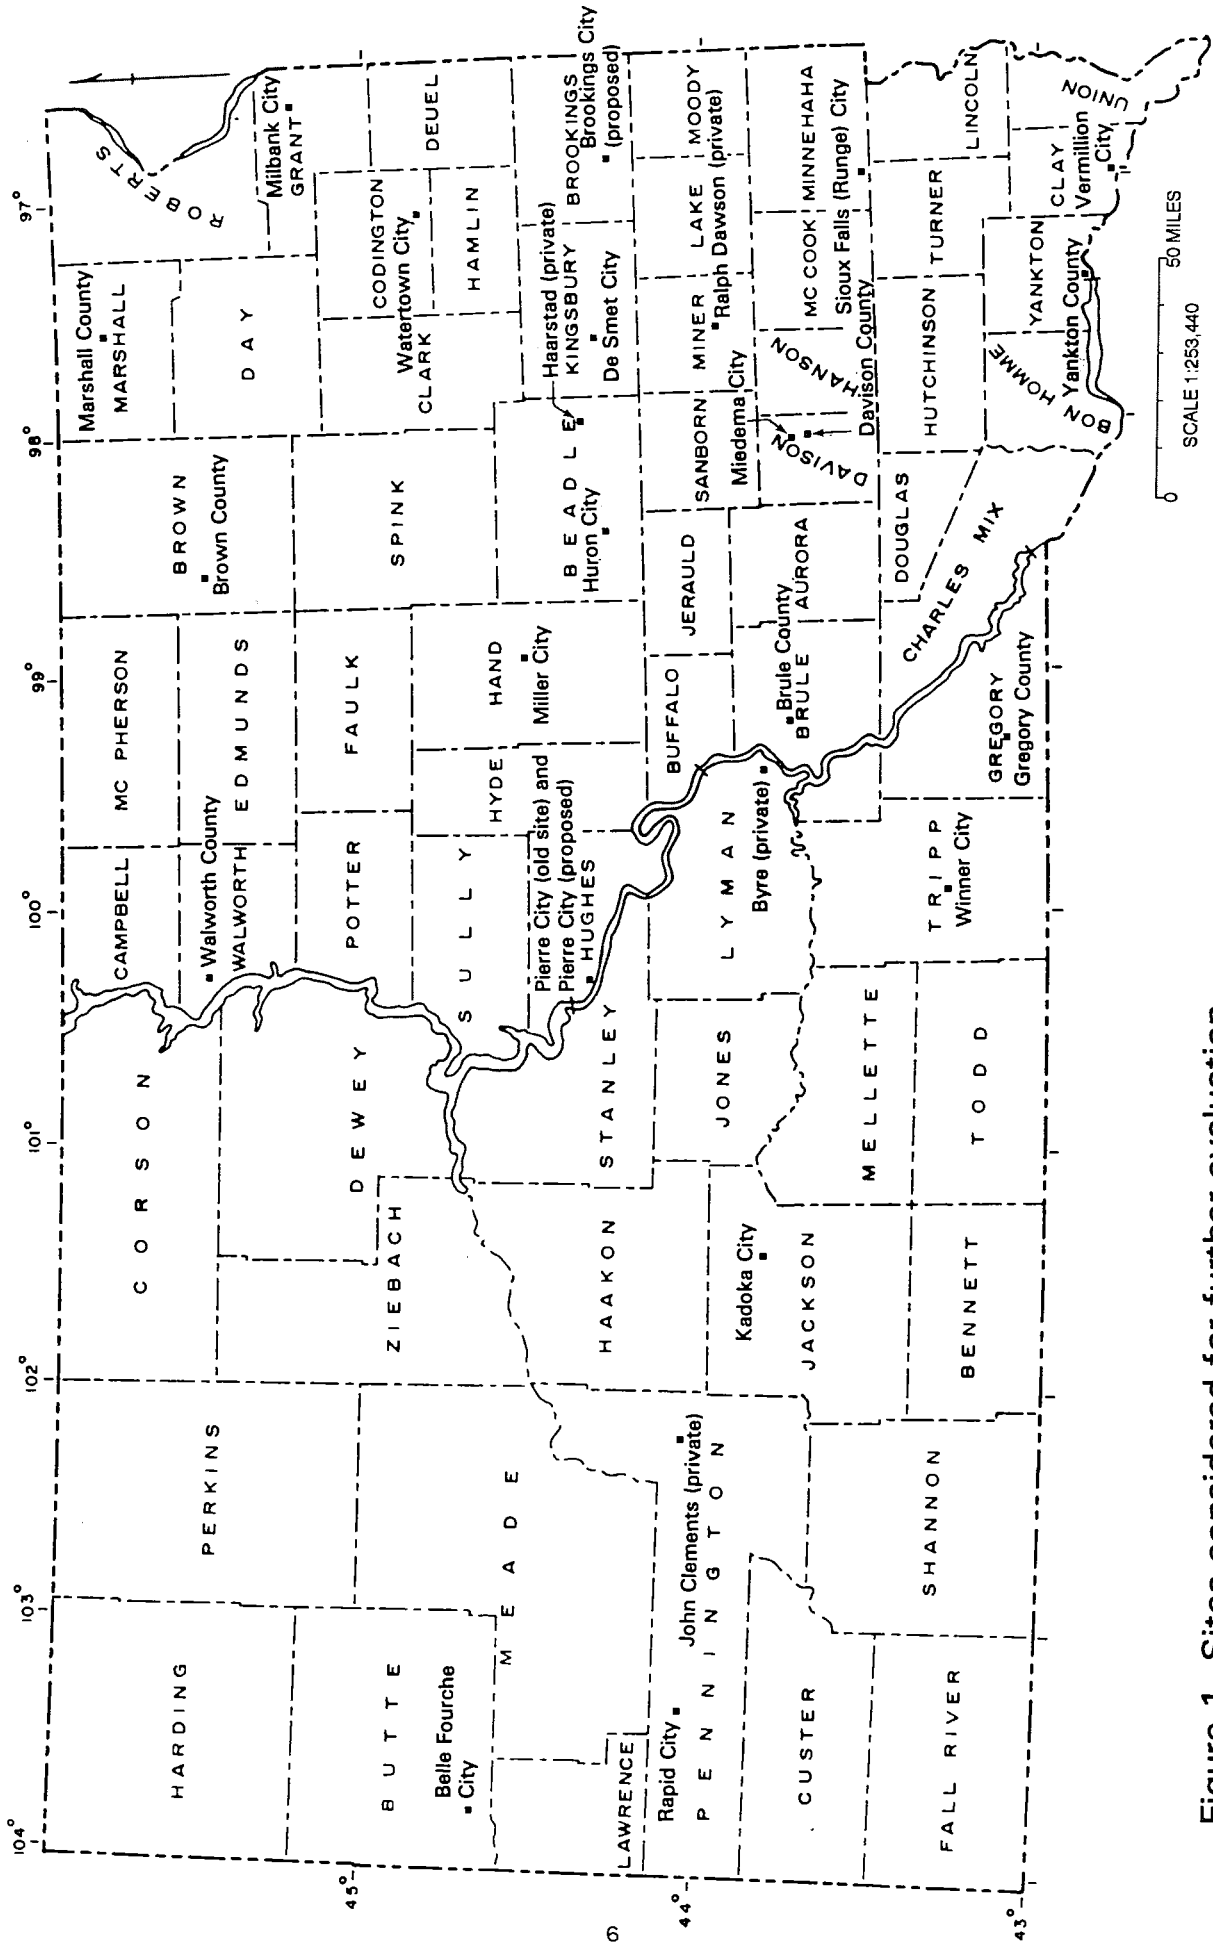 104°
103°
102°
101°
100°
99°
98°
97°
45°
44°
43°
HARDING
PERKINS
CORSON
CAMPBELL
MC PHERSON
BROWN
Brown County
Marshall County
MARSHALL
ROBERTS
Walworth County
WALWORTH
EDMUNDS
DAY
Milbank City
GRANT
BUTTE
Belle Fourche
City
ZIEBACH
DEWEY
POTTER
FAULK
SPINK
CLARK
CODINGTON
Watertown City
DEUEL
HAMLIN
MEADE
SULLY
HYDE
HAND
Miller City
BEADLE
Huron City
Haarstad (private)
KINGSBURY
De Smet City
BROOKINGS
Brookings City
(proposed)
LAWRENCE
HAAKON
STANLEY
Pierre City (old site) and
Pierre City (proposed)
HUGHES
Rapid City
PENNINGTON
John Clements (private)
Kadoka City
JACKSON
JONES
LYMAN
Byre (private)
BUFFALO
JERAULD
SANBORN
MINER
LAKE
MOODY
Ralph Dawson (private)
Miedema City
Brule County
BRULE
AURORA
DAVISON
Davison County
HANSON
MC COOK
MINNEHAHA
Sioux Falls (Runge) City
CUSTER
FALL RIVER
SHANNON
BENNETT
MELLETTE
TODD
TRIPP
Winner City
GREGORY
Gregory County
CHARLES MIX
DOUGLAS
HUTCHINSON
TURNER
LINCOLN
BON HOMME
YANKTON
Yankton County
CLAY
Vermillion
City
UNION
0
50 MILES
SCALE 1:253,440
Figure 1. Sites considered for further evaluation
6